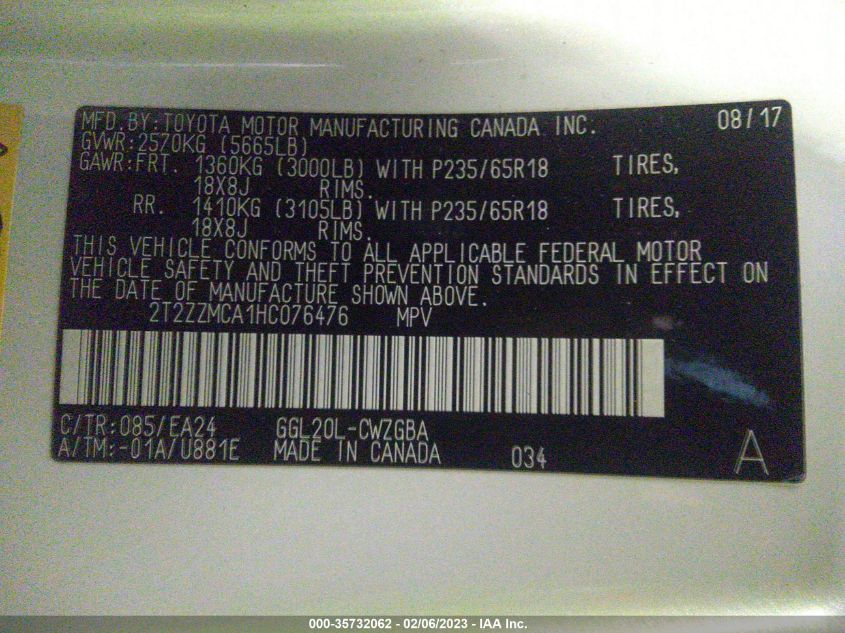 MFD.BY:TOYOTA MOTOR MANUFACTURING CANADA INC. 08/17
GVWR:2570KG (5665LB)
GAWR:FRT. 1360KG (3000LB) WITH P235/65R18 TIRES,
18X8J RIMS.
RR. 1410KG (3105LB) WITH P235/65R18 TIRES,
18X8J RIMS.
THIS VEHICLE CONFORMS TO ALL APPLICABLE FEDERAL MOTOR
VEHICLE SAFETY AND THEFT PREVENTION STANDARDS IN EFFECT ON
THE DATE OF MANUFACTURE SHOWN ABOVE.
2T2ZZMCA1HC076476 MPV
C/TR:085/EA24 GGL20L-CWZGBA
A/TM:-01A/U881E MADE IN CANADA 034 A
000-35732062 - 02/06/2023 - IAA Inc.